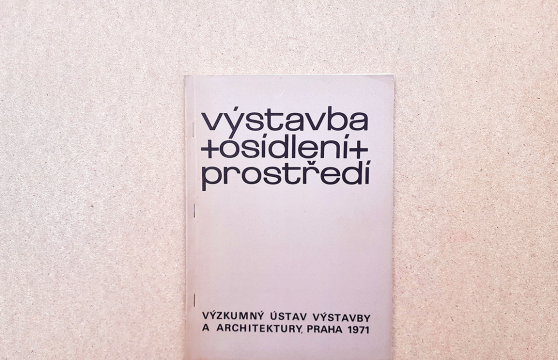 výstavba
+osídlení+
prostředí
VÝZKUMNÝ ÚSTAV VÝSTAVBY
A ARCHITEKTURY, PRAHA 1971